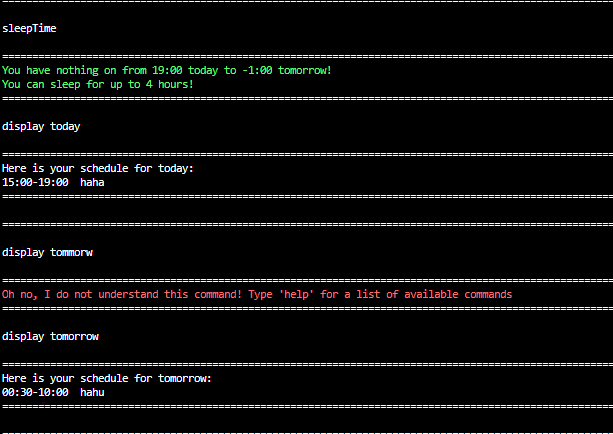 sleepTime
You have nothing on from 19:00 today to -1:00 tomorrow!
You can sleep for up to 4 hours!
display today
Here is your schedule for today:
15:00-19:00  haha
display tommorw
Oh no, I do not understand this command! Type 'help' for a list of available commands
display tomorrow
Here is your schedule for tomorrow:
00:30-10:00  hahu